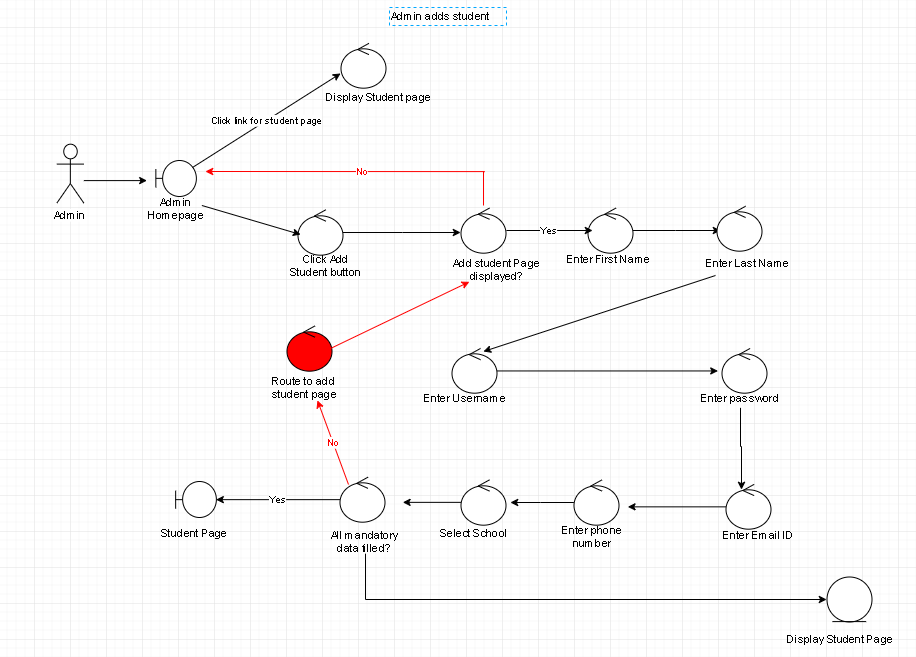 Admin adds student
Display Student page
Click link for student page
No
Admin
Admin
Homepage
Click Add
Student button
Add student Page
displayed?
Yes
Enter First Name
Enter Last Name
Route to add
student page
Enter Username
Enter password
No
Student Page
Yes
All mandatory
data filled?
Select School
Enter phone
number
Enter Email ID
Display Student Page